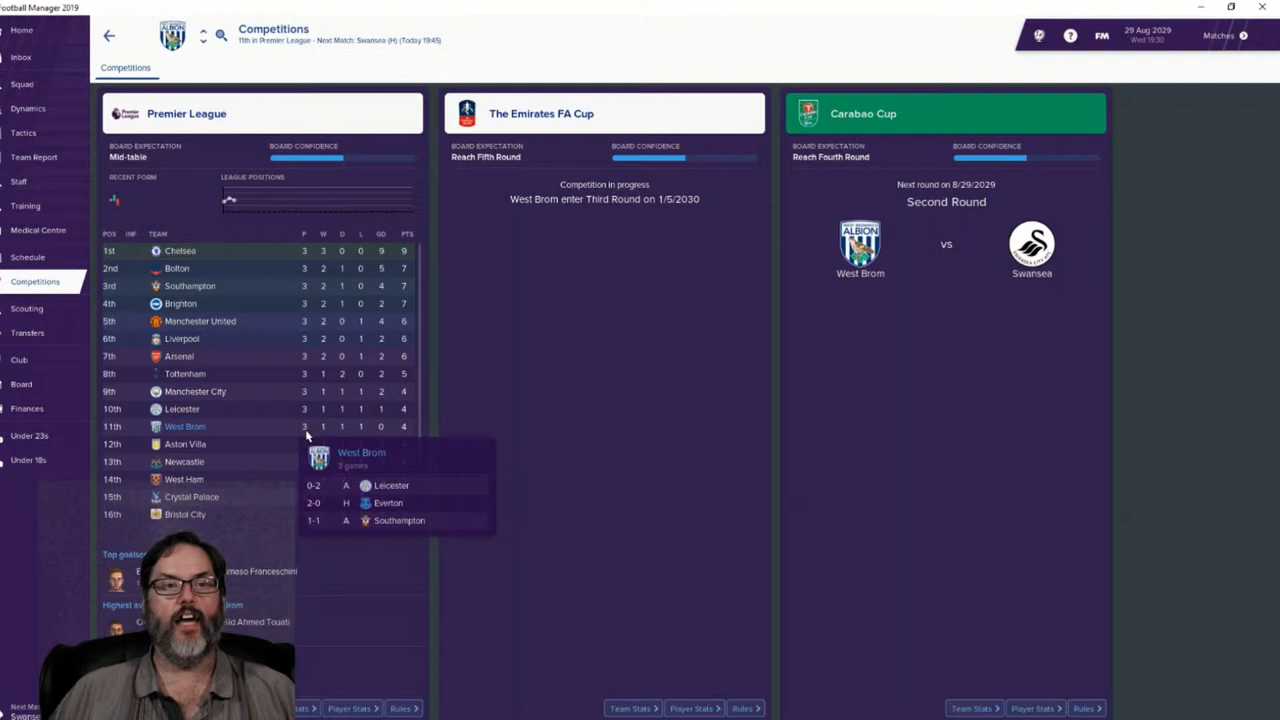 Football Manager 2019
Home
Inbox
Squad
Dynamics
Tactics
Team Report
Staff
Training
Medical Centre
Schedule
Competitions
Scouting
Transfers
Club
Board
Finances
Under 23s
Under 18s
Competitions
11th in Premier League - Next Match: Swansea (H) (Today 19:45)
FM
29 Aug 2029
Wed 19:30
Matches
Competitions
Premier League
BOARD EXPECTATION BOARD CONFIDENCE
Mid-table
RECENT FORM LEAGUE POSITIONS
POS INF TEAM P W D L GD PTS
1st Chelsea 3 3 0 0 9 9
2nd Bolton 3 2 1 0 5 7
3rd Southampton 3 2 1 0 4 7
4th Brighton 3 2 1 0 2 7
5th Manchester United 3 2 0 1 4 6
6th Liverpool 3 2 0 1 2 6
7th Arsenal 3 2 0 1 2 6
8th Tottenham 3 1 2 0 2 5
9th Manchester City 3 1 1 1 2 4
10th Leicester 3 1 1 1 1 4
11th West Brom 3 1 1 1 0 4
12th Aston Villa
13th Newcastle
14th West Ham
15th Crystal Palace
16th Bristol City
West Brom
3 games
0-2 A Leicester
2-0 H Everton
1-1 A Southampton
Top goalsc
maso Franceschini
Highest av
rom
id Ahmed Touati
Player Stats Rules
The Emirates FA Cup
BOARD EXPECTATION BOARD CONFIDENCE
Reach Fifth Round
Competition in progress
West Brom enter Third Round on 1/5/2030
Team Stats Player Stats Rules
Carabao Cup
BOARD EXPECTATION BOARD CONFIDENCE
Reach Fourth Round
Next round on 8/29/2029
Second Round
VS
West Brom Swansea
Team Stats Player Stats Rules
Next Ma
Swanse